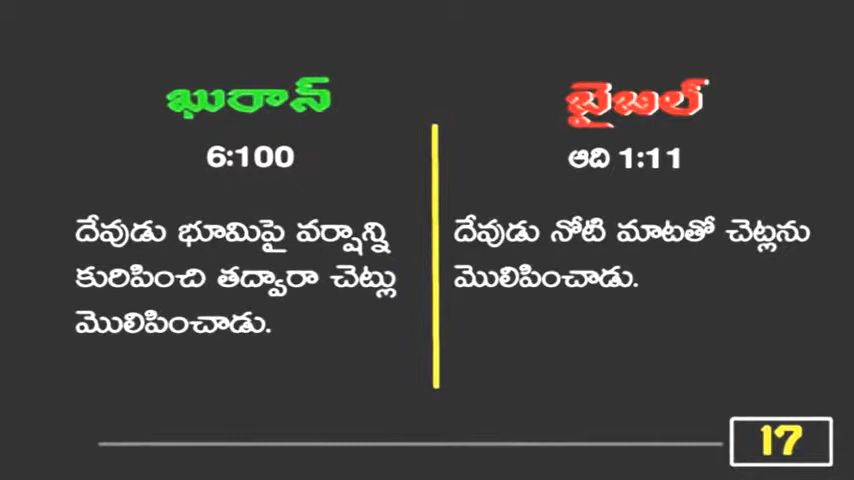 ఖురాన్
6:100
దేవుడు భూమిపై వర్షాన్ని
కురిపించి తద్వారా చెట్లు
మొలిపించాడు.
బైబిల్
ఆది 1:11
దేవుడు నోటి మాటతో చెట్లను
మొలిపించాడు.
17